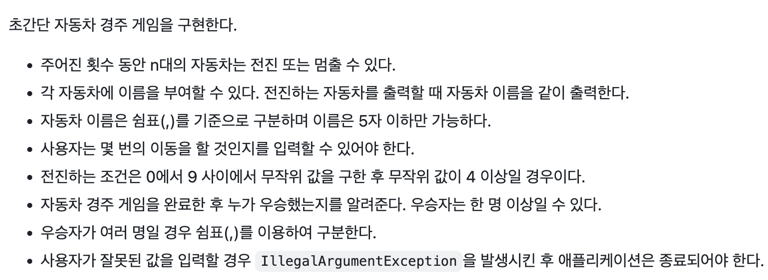 초간단 자동차 경주 게임을 구현한다.
• 주어진 횟수 동안 n대의 자동차는 전진 또는 멈출 수 있다.
• 각 자동차에 이름을 부여할 수 있다. 전진하는 자동차를 출력할 때 자동차 이름을 같이 출력한다.
• 자동차 이름은 쉼표(,)를 기준으로 구분하며 이름은 5자 이하만 가능하다.
• 사용자는 몇 번의 이동을 할 것인지를 입력할 수 있어야 한다.
• 전진하는 조건은 0에서 9 사이에서 무작위 값을 구한 후 무작위 값이 4 이상일 경우이다.
• 자동차 경주 게임을 완료한 후 누가 우승했는지를 알려준다. 우승자는 한 명 이상일 수 있다.
• 우승자가 여러 명일 경우 쉼표(,)를 이용하여 구분한다.
• 사용자가 잘못된 값을 입력할 경우 IllegalArgumentException 을 발생시킨 후 애플리케이션은 종료되어야 한다.